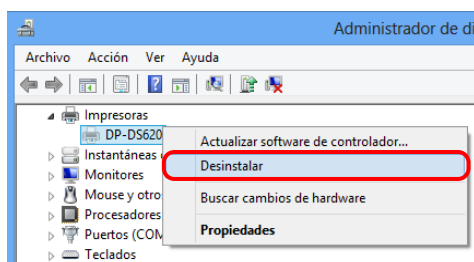 Administrador de di
Archivo Acción Ver Ayuda
Impresoras
DP-DS620
Actualizar software de controlador...
Instantáneas
Desinstalar
Monitores
Mouse y otro
Buscar cambios de hardware
Procesadores
Puertos (COM
Propiedades
Teclados